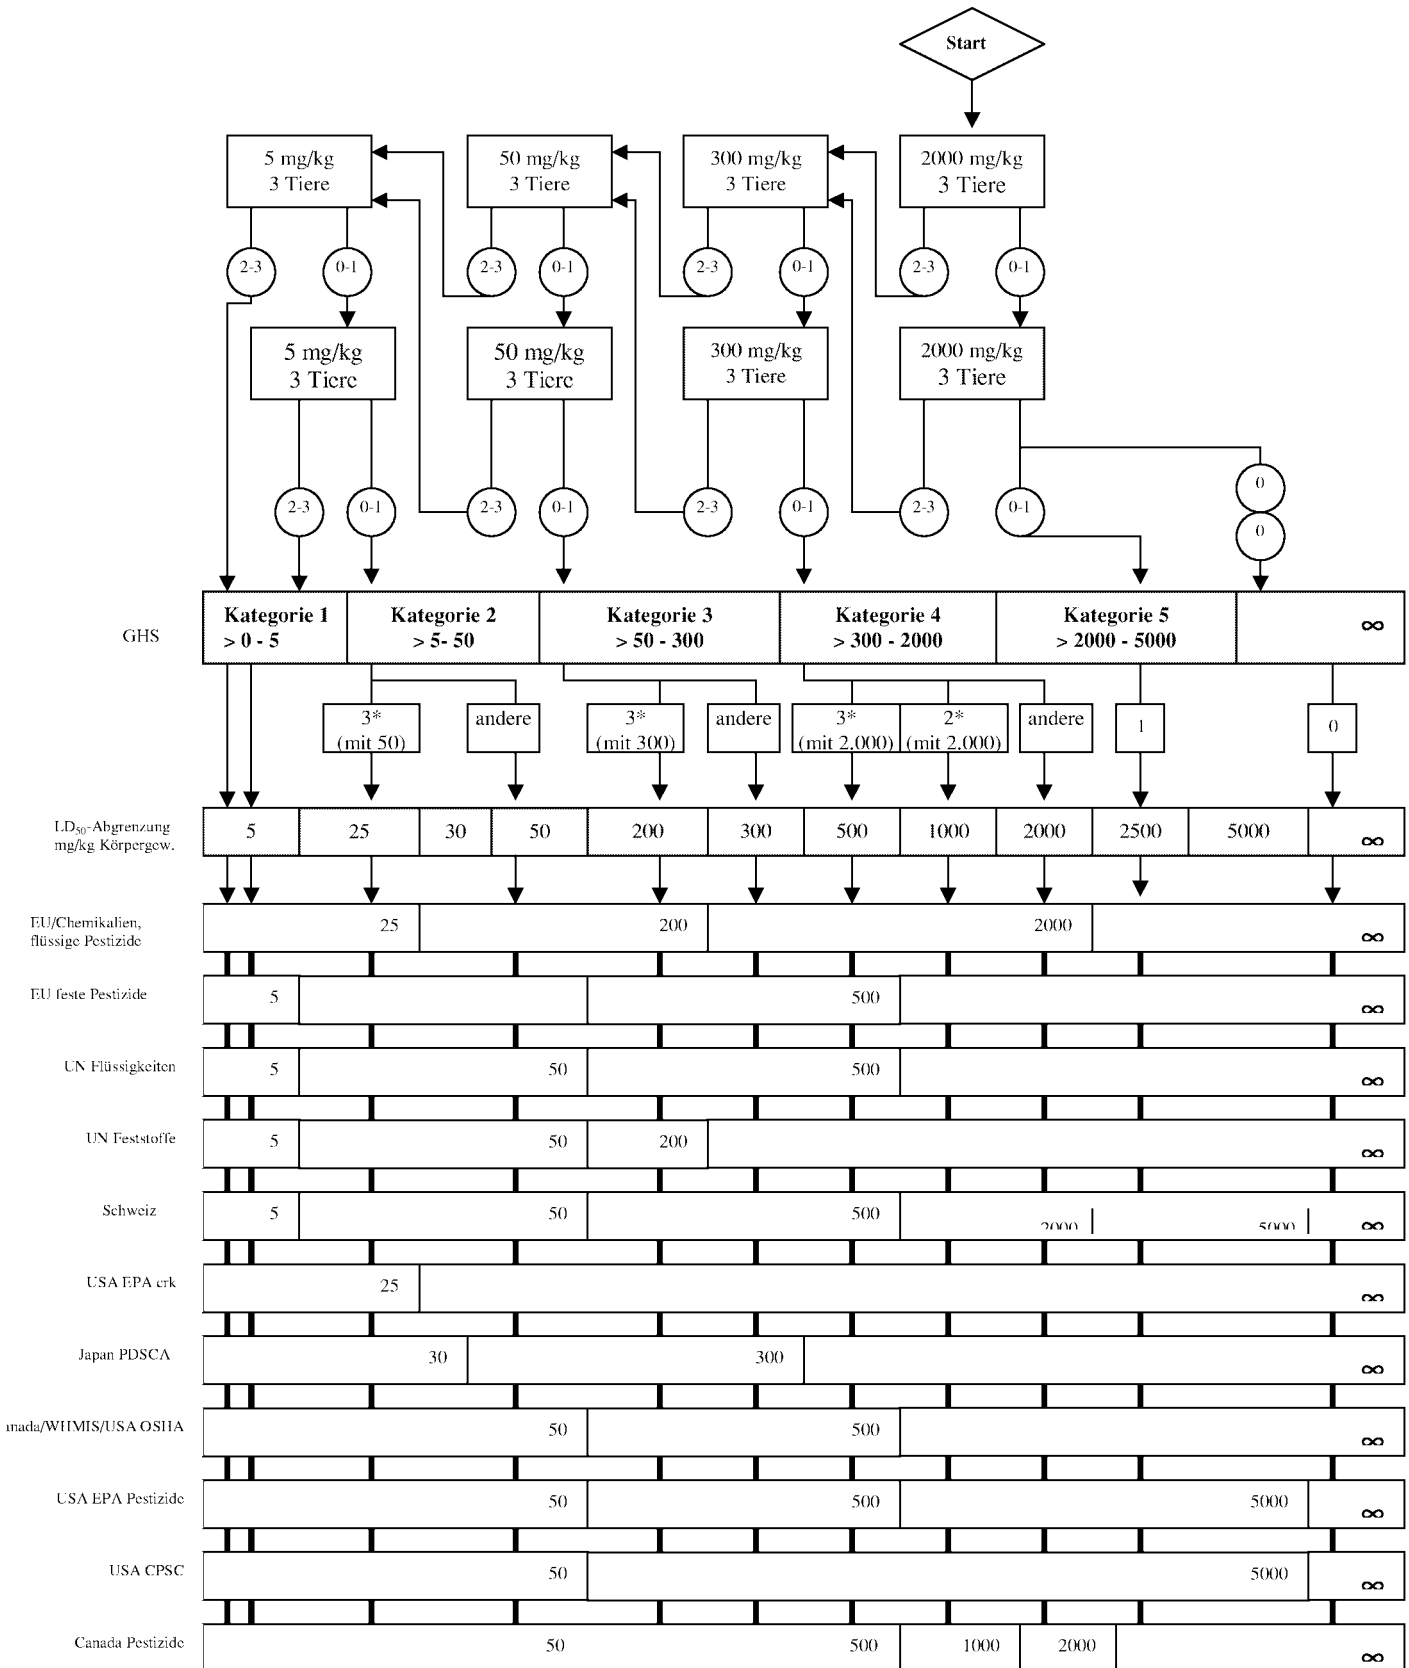 Start
5 mg/kg
3 Tiere
50 mg/kg
3 Tiere
300 mg/kg
3 Tiere
2000 mg/kg
3 Tiere
2-3
0-1
2-3
0-1
2-3
0-1
2-3
0-1
5 mg/kg
3 Tiere
50 mg/kg
3 Tiere
300 mg/kg
3 Tiere
2000 mg/kg
3 Tiere
0
2-3
0-1
2-3
0-1
2-3
0-1
2-3
0-1
0
GHS
Kategorie 1
> 0 - 5
Kategorie 2
> 5- 50
Kategorie 3
> 50 - 300
Kategorie 4
> 300 - 2000
Kategorie 5
> 2000 - 5000
∞
3*
(mit 50)
andere
3*
(mit 300)
andere
3*
(mit 2.000)
2*
(mit 2.000)
andere
1
0
LD50-Abgrenzung
mg/kg Körpergew.
5 25 30 50 200 300 500 1000 2000 2500 5000 ∞
EU/Chemikalien,
flüssige Pestizide
25 200 2000 ∞
EU feste Pestizide 5 500 ∞
UN Flüssigkeiten 5 50 500 ∞
UN Feststoffe 5 50 200 ∞
Schweiz 5 50 500 2000 5000 ∞
USA EPA erk 25 ∞
Japan PDSCA 30 300 ∞
nada/WHMIS/USA OSHA 50 500 ∞
USA EPA Pestizide 50 500 5000 ∞
USA CPSC 50 5000 ∞
Canada Pestizide 50 500 1000 2000 ∞